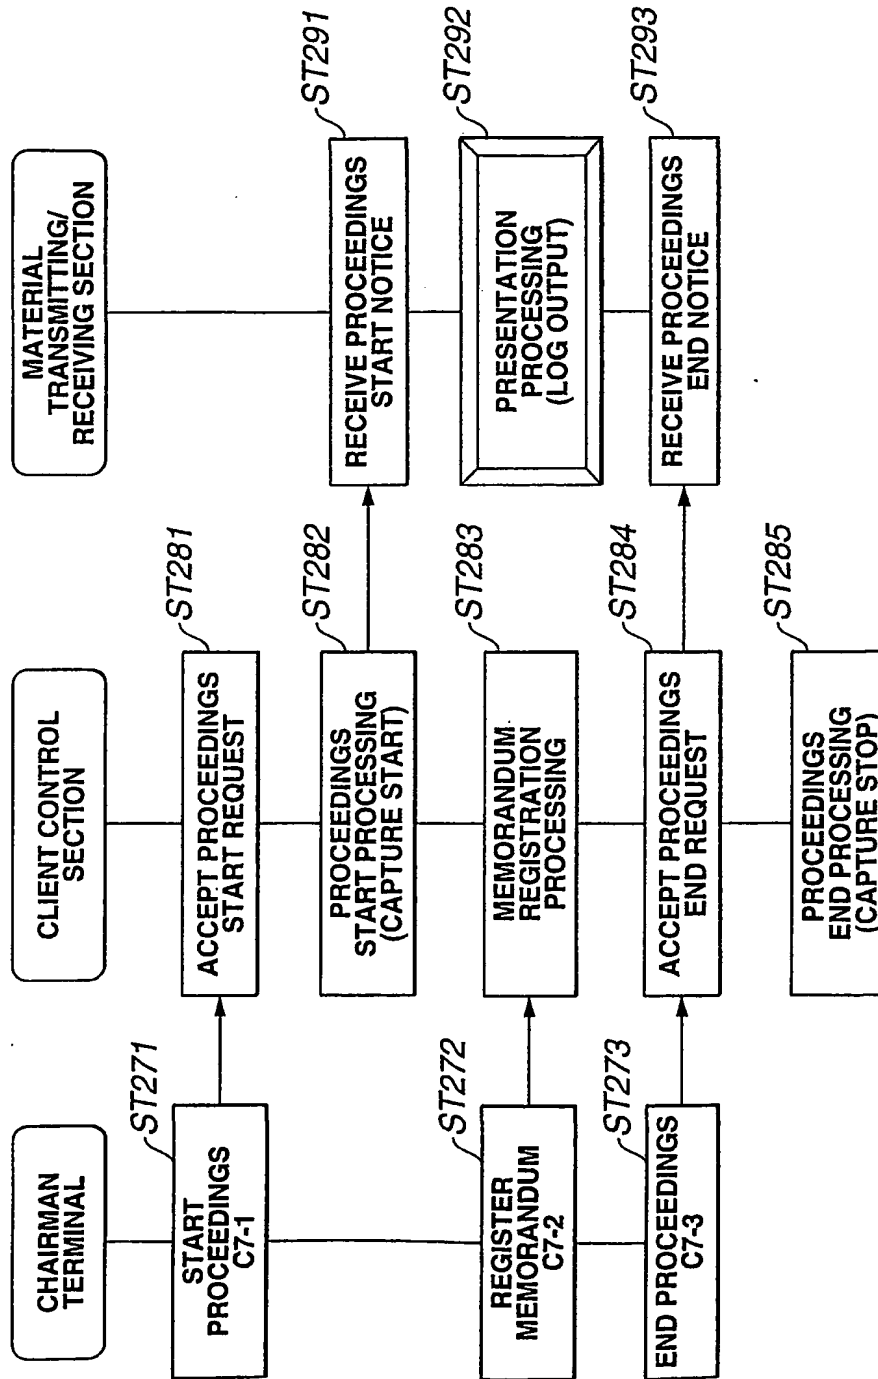 CHAIRMAN
TERMINAL
ST271
START
PROCEEDINGS
C7-1
ST272
REGISTER
MEMORANDUM
C7-2
ST273
END PROCEEDINGS
C7-3
CLIENT CONTROL
SECTION
ST281
ACCEPT PROCEEDINGS
START REQUEST
ST282
PROCEEDINGS
START PROCESSING
(CAPTURE START)
ST283
MEMORANDUM
REGISTRATION
PROCESSING
ST284
ACCEPT PROCEEDINGS
END REQUEST
ST285
PROCEEDINGS
END PROCESSING
(CAPTURE STOP)
MATERIAL
TRANSMITTING/
RECEIVING SECTION
ST291
RECEIVE PROCEEDINGS
START NOTICE
ST292
PRESENTATION
PROCESSING
(LOG OUTPUT)
ST293
RECEIVE PROCEEDINGS
END NOTICE